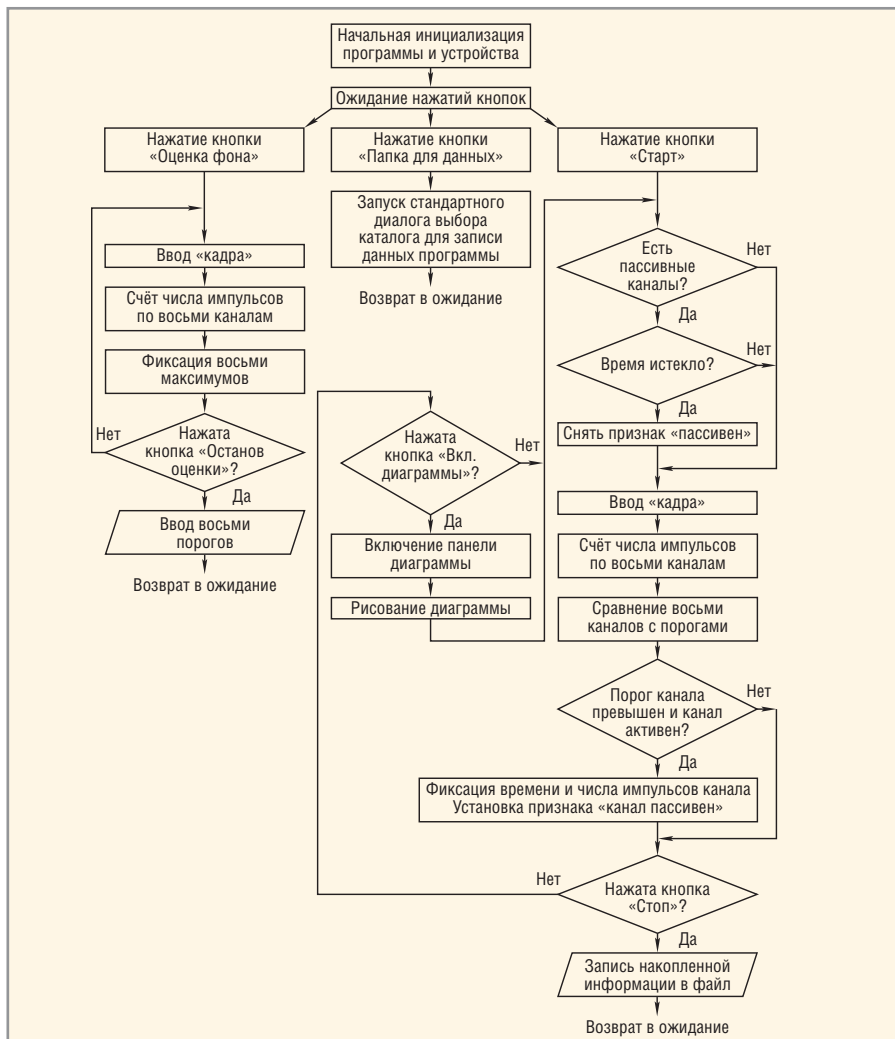 Начальная инициализация
программы и устройства
Ожидание нажатий кнопок
Нажатие кнопки
«Оценка фона»
Ввод «кадра»
Счёт числа импульсов
по восьми каналам
Фиксация восьми
максимумов
Нет
Нажата
кнопка «Останов
оценки»?
Да
Ввод восьми
порогов
Возврат в ожидание
Нажатие кнопки
«Папка для данных»
Запуск стандартного
диалога выбора
каталога для записи
данных программы
Возврат в ожидание
Нажата
кнопка «Вкл.
диаграммы»?
Нет
Да
Включение панели
диаграммы
Рисование диаграммы
Нажатие кнопки
«Старт»
Есть
пассивные
каналы?
Нет
Да
Время истекло?
Нет
Да
Снять признак «пассивен»
Ввод «кадра»
Счёт числа импульсов
по восьми каналам
Сравнение восьми
каналов с порогами
Порог канала
превышен и канал
активен?
Нет
Да
Фиксация времени и числа импульсов канала
Установка признака «канал пассивен»
Нет
Нажата кнопка
«Стоп»?
Да
Запись накопленной
информации в файл
Возврат в ожидание